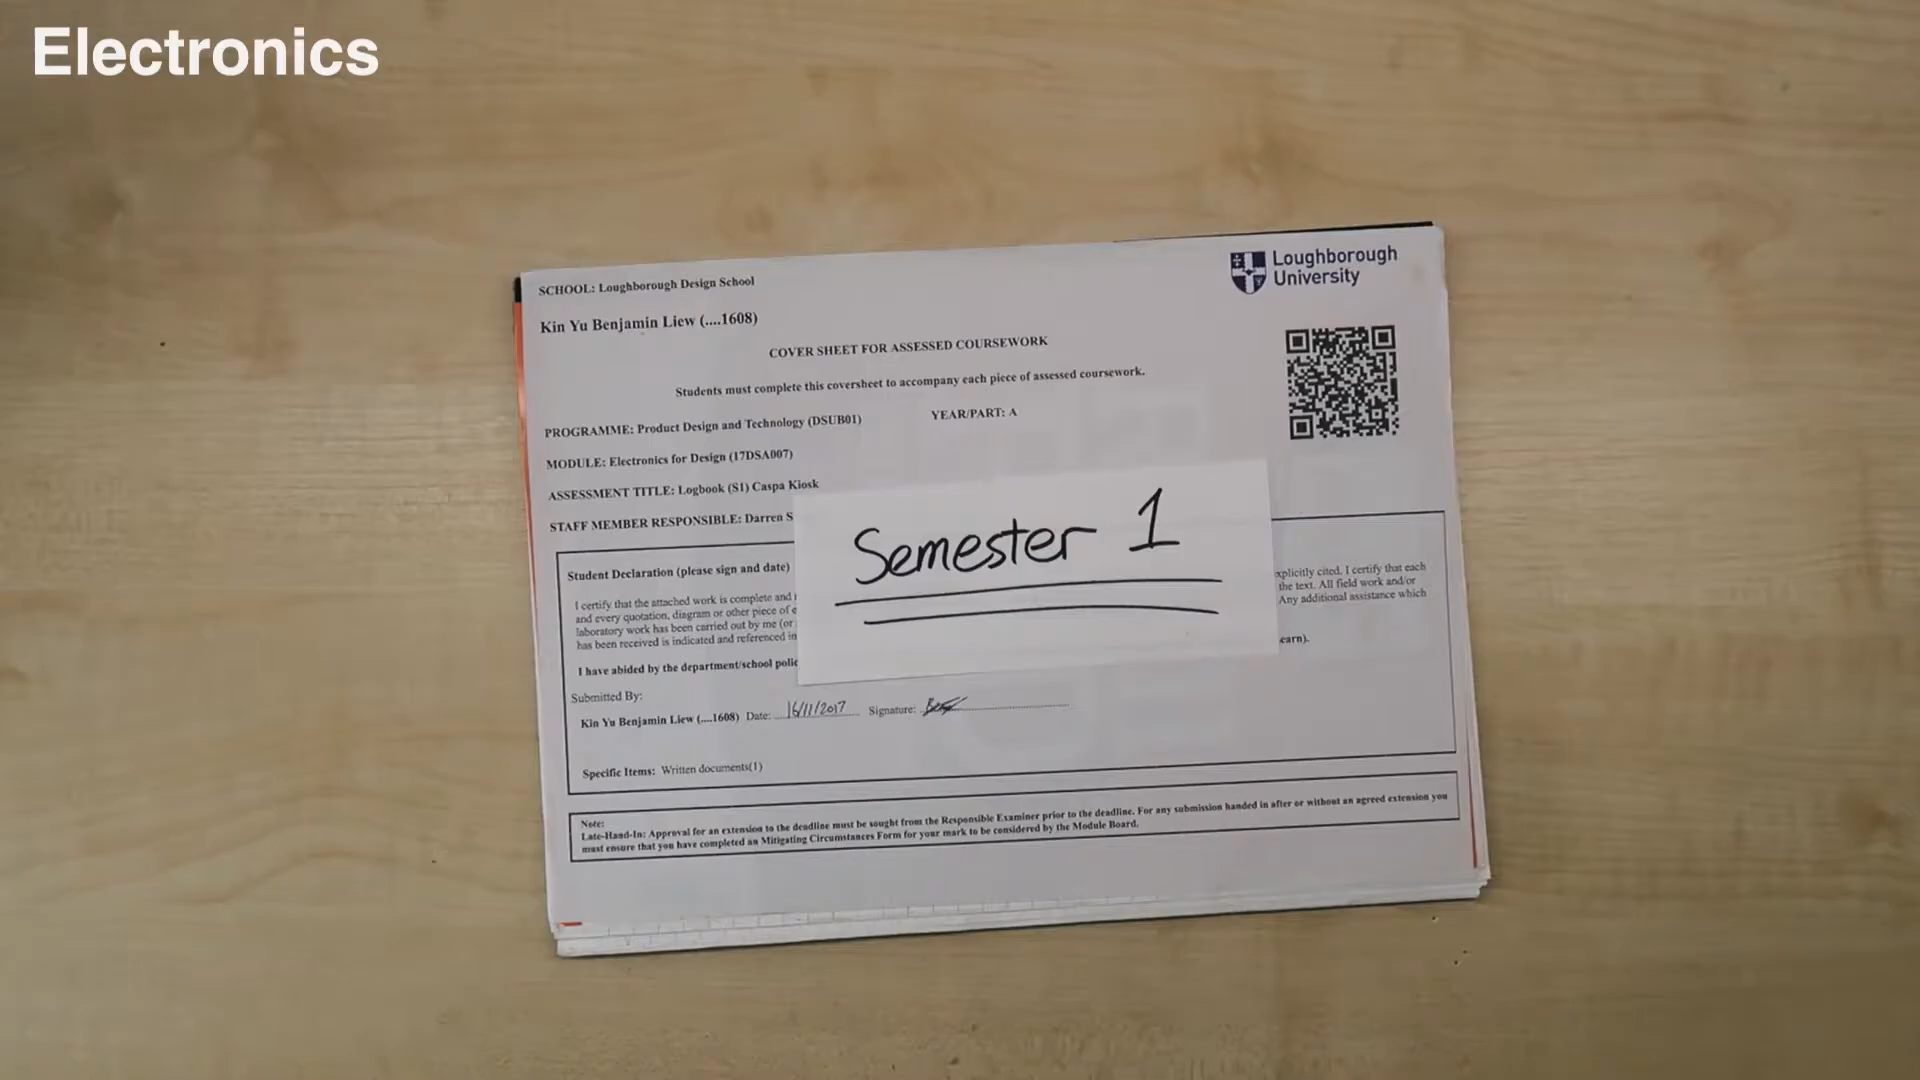 Electronics
SCHOOL: Loughborough Design School
Loughborough
University
Kin Yu Benjamin Liew (....1608)
COVER SHEET FOR ASSESSED COURSEWORK
Students must complete this coversheet to accompany each piece of assessed coursework.
PROGRAMME: Product Design and Technology (DSUB01) YEAR/PART: A
MODULE: Electronics for Design (17DSA007)
ASSESSMENT TITLE: Logbook (S1) Caspa Kiosk
STAFF MEMBER RESPONSIBLE: Darren S
Semester 1
Student Declaration (please sign and date)
I certify that the attached work is complete and
explicitly cited. I certify that each
and every quotation, diagram or other piece of
the text. All field work and/or
laboratory work has been carried out by me (or
Any additional assistance which
has been received is indicated and referenced in
I have abided by the department/school
earn).
Submitted By:
Kin Yu Benjamin Liew (....1608) Date: 16/11/2017 Signature:
Specific Items: Written documents(1)
Note:
Late-Hand-In: Approval for an extension to the deadline must be sought from the Responsible Examiner prior to the deadline. For any submission handed in after or without an agreed extension you
must ensure that you have completed an Mitigating Circumstances Form for your mark to be considered by the Module Board.